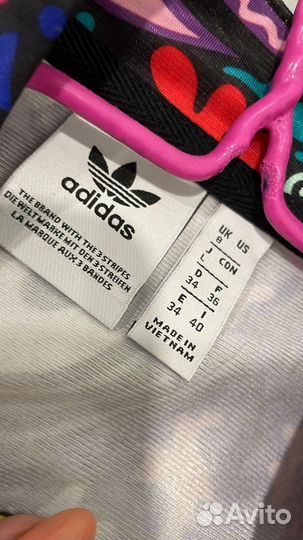 adidas
THE BRAND WITH THE 3 STRIPES
DIE WELTMARKE MIT DEN 3 STREIFEN
LA MARQUE AUX 3 BANDES
UK US
8
J CDN
L
D F
34 36
E I
34 40
MADE IN
VIETNAM
Avito